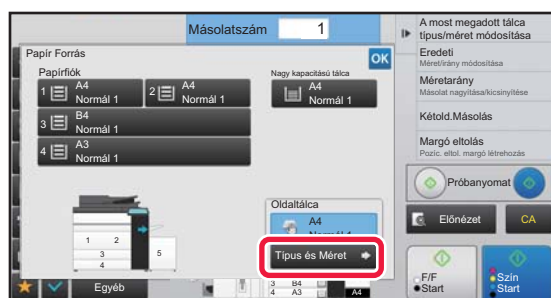 Másolatszám 1
Papír Forrás
OK
Papírfiók
Nagy kapacitású tálca
1 A4 Normál 1
2 A4 Normál 1
A4 Normál 1
3 B4 Normál 1
4 A3 Normál 1
1 2
3
4
5
Oldaltálca
A4
Normál 1
Típus és Méret
Egyéb
3 B4
4 A3
A4
A most megadott tálca
típus/méret módosítása
Eredeti
Méret/irány módosítása
Méretarány
Másolat nagyítása/kicsinyítése
Kétold.Másolás
Margó eltolás
Pozíc. eltol. margó létrehozás
Próbanyomat
Előnézet
CA
F/F
Start
Szín
Start